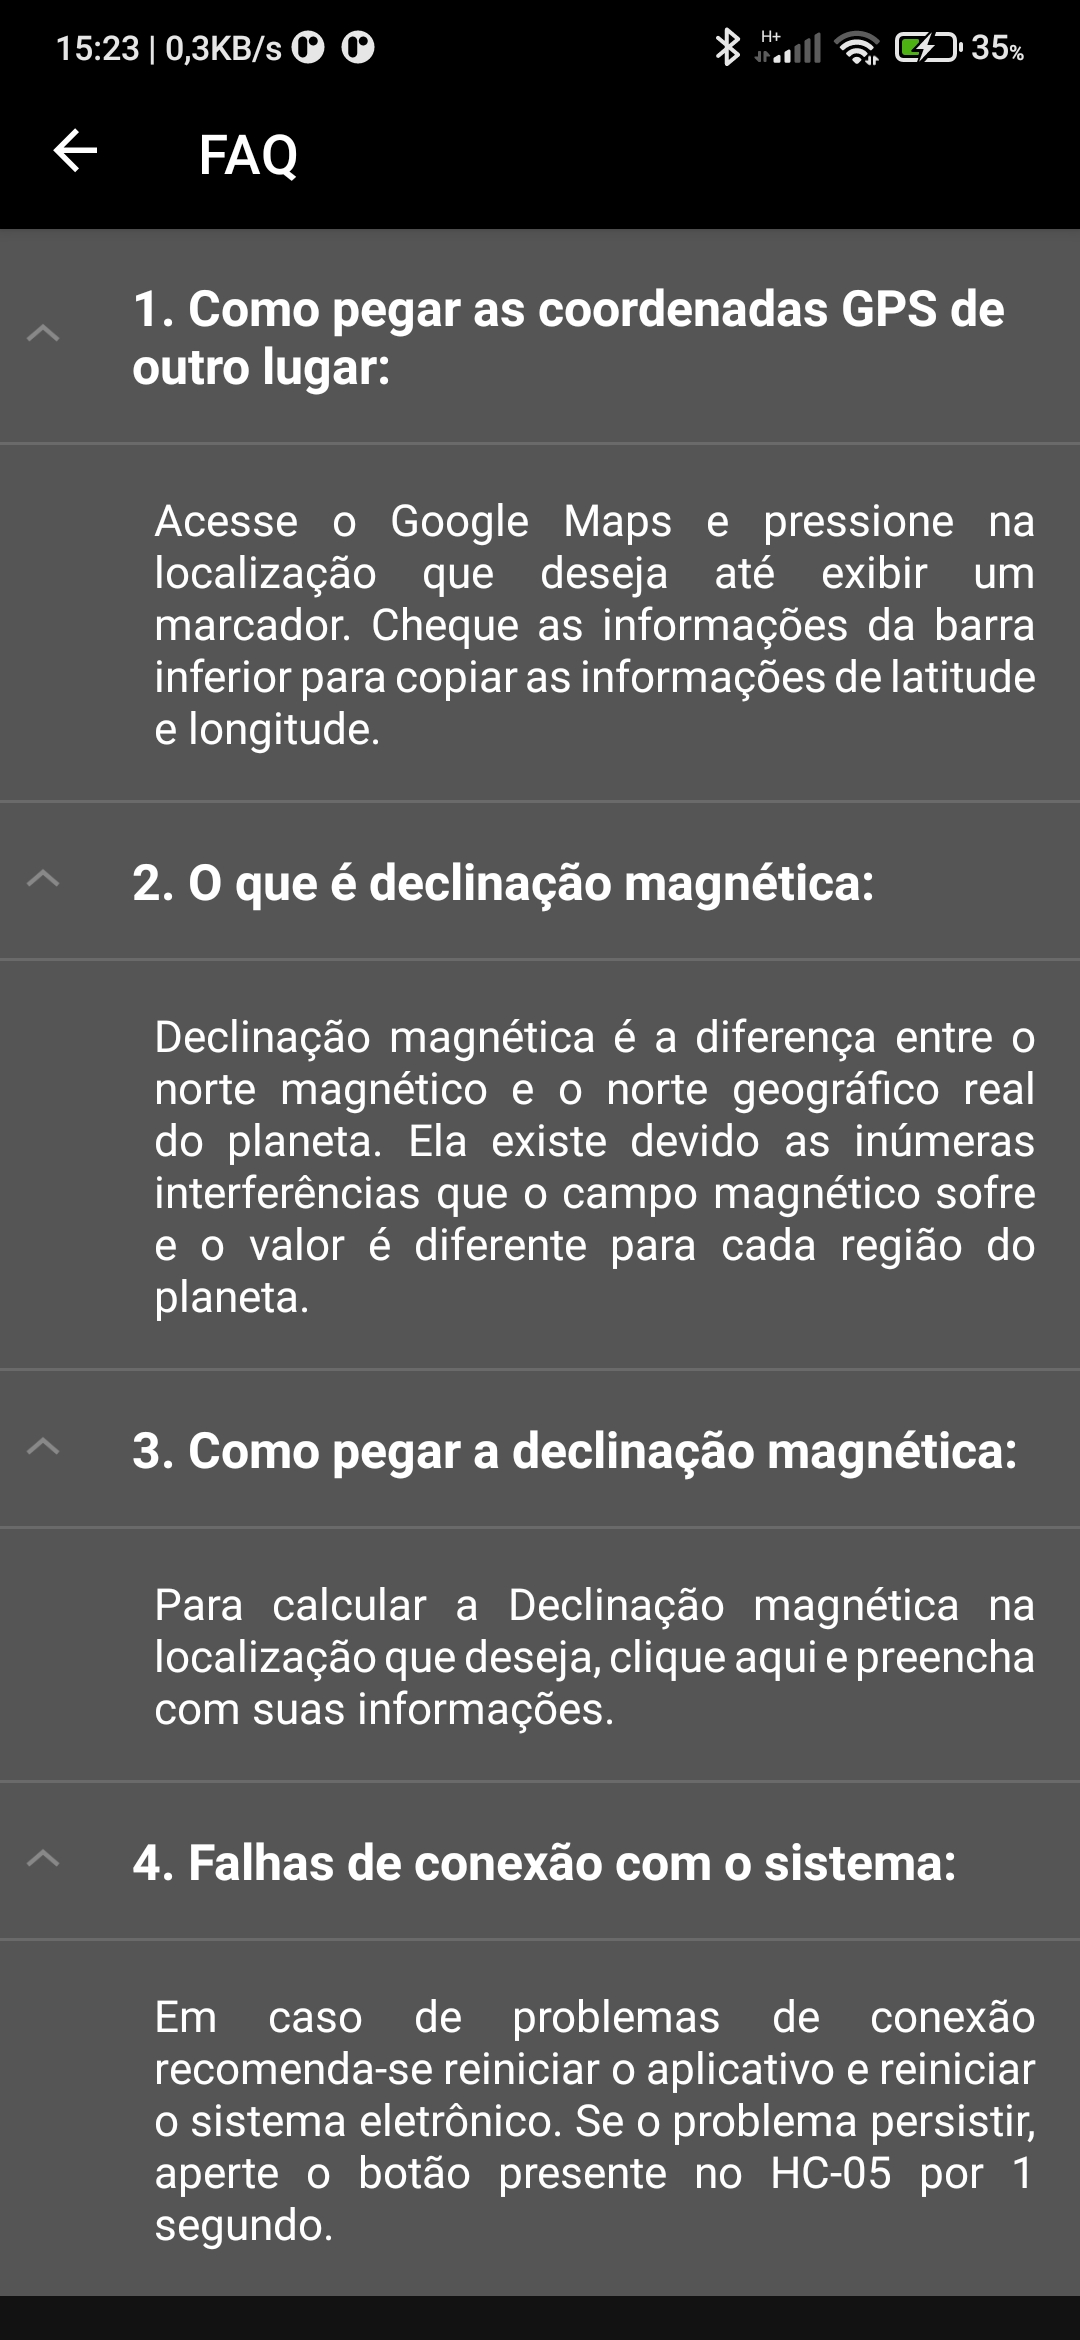 15:23 | 0,3KB/s
H+
35%
FAQ
1. Como pegar as coordenadas GPS de
outro lugar:
Acesse o Google Maps e pressione na
localização que deseja até exibir um
marcador. Cheque as informações da barra
inferior para copiar as informações de latitude
e longitude.
2. O que é declinação magnética:
Declinação magnética é a diferença entre o
norte magnético e o norte geográfico real
do planeta. Ela existe devido as inúmeras
interferências que o campo magnético sofre
e o valor é diferente para cada região do
planeta.
3. Como pegar a declinação magnética:
Para calcular a Declinação magnética na
localização que deseja, clique aqui e preencha
com suas informações.
4. Falhas de conexão com o sistema:
Em caso de problemas de conexão
recomenda-se reiniciar o aplicativo e reiniciar
o sistema eletrônico. Se o problema persistir,
aperte o botão presente no HC-05 por 1
segundo.